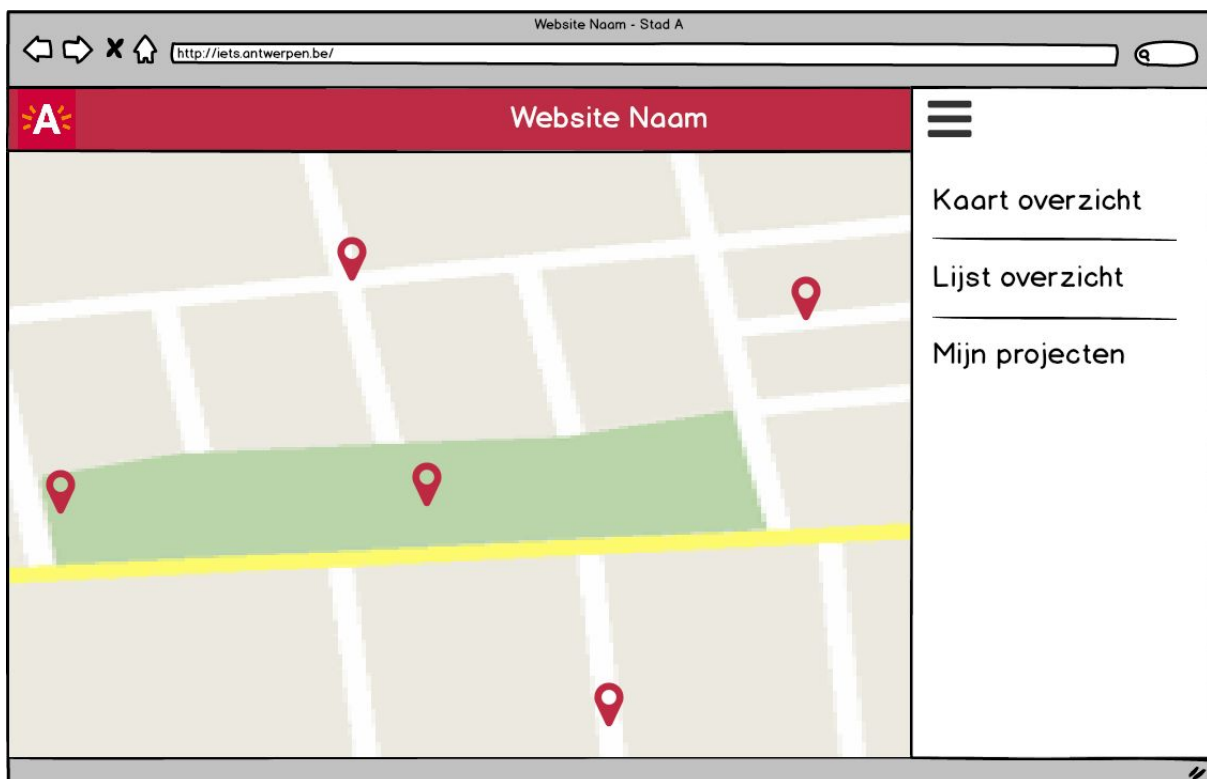 Website Naam - Stad A
http://iets.antwerpen.be/
A
Website Naam
Kaart overzicht
Lijst overzicht
Mijn projecten